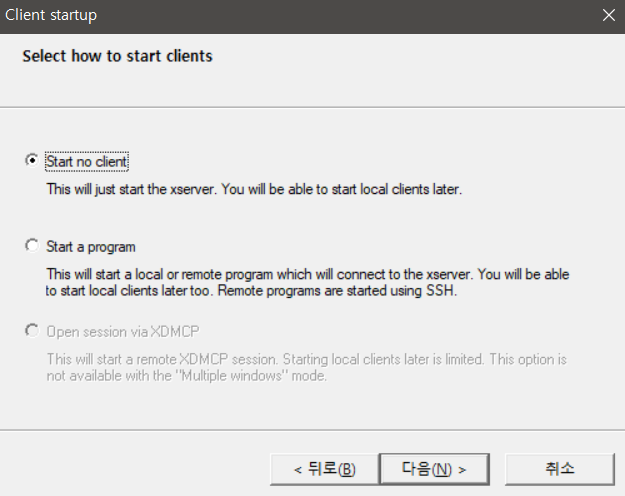 Client startup
Select how to start clients
Start no client
This will just start the xserver. You will be able to start local clients later.
Start a program
This will start a local or remote program which will connect to the xserver. You will be able
to start local clients later too. Remote programs are started using SSH.
Open session via XDMCP
This will start a remote XDMCP session. Starting local clients later is limited. This option is
not available with the "Multiple windows" mode.
< 뒤로(B) 다음(N) > 취소